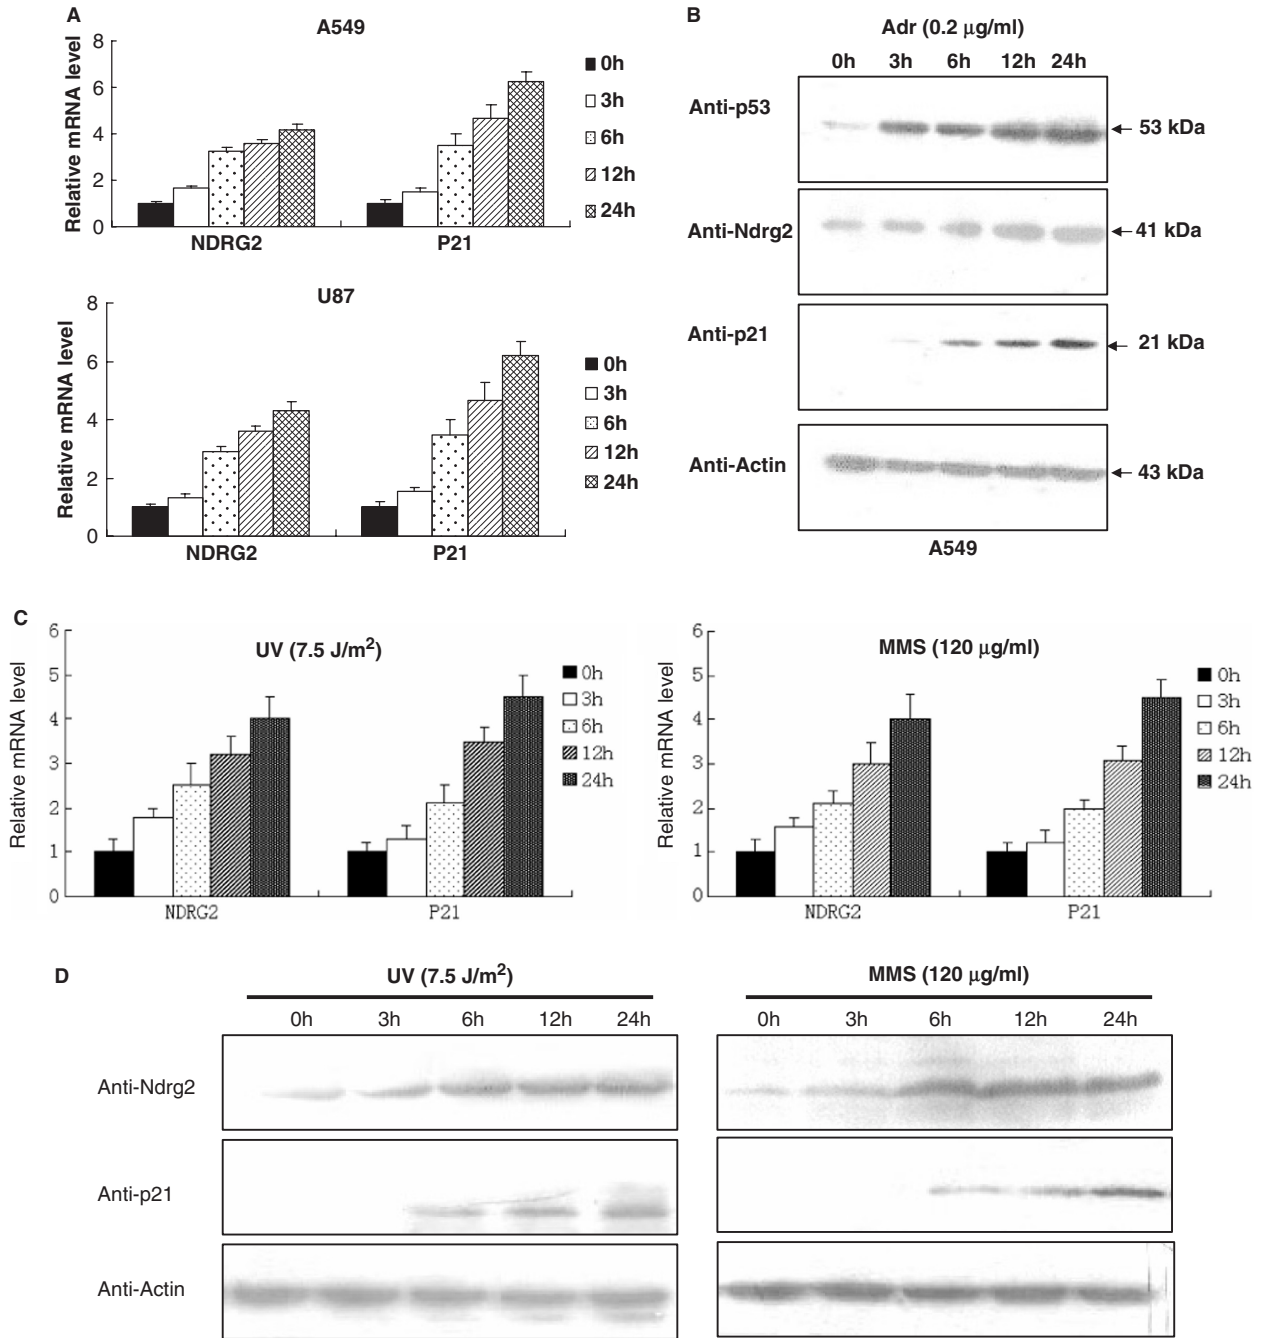 A
A549
8
6
4
2
0
Relative mRNA level
NDRG2 P21
0h
3h
6h
12h
24h
U87
8
6
4
2
0
Relative mRNA level
NDRG2 P21
0h
3h
6h
12h
24h
B
Adr (0.2 μg/ml)
0h 3h 6h 12h 24h
Anti-p53 53 kDa
Anti-Ndrg2 41 kDa
Anti-p21 21 kDa
Anti-Actin 43 kDa
A549
C
UV (7.5 J/m²)
6
5
4
3
2
1
0
Relative mRNA level
NDRG2 P21
0h
3h
6h
12h
24h
MMS (120 μg/ml)
6
5
4
3
2
1
0
Relative mRNA level
NDRG2 P21
0h
3h
6h
12h
24h
D
UV (7.5 J/m²) MMS (120 μg/ml)
0h 3h 6h 12h 24h 0h 3h 6h 12h 24h
Anti-Ndrg2
Anti-p21
Anti-Actin